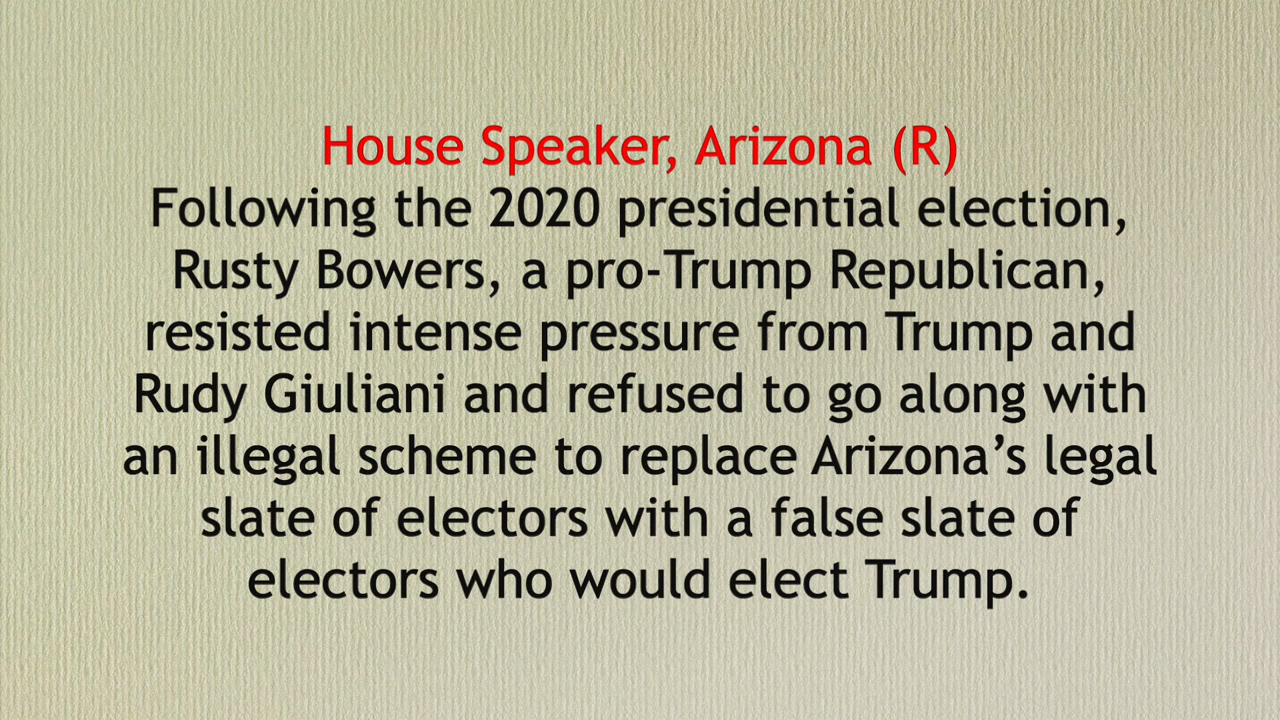 House Speaker, Arizona (R)
Following the 2020 presidential election,
Rusty Bowers, a pro-Trump Republican,
resisted intense pressure from Trump and
Rudy Giuliani and refused to go along with
an illegal scheme to replace Arizona’s legal
slate of electors with a false slate of
electors who would elect Trump.